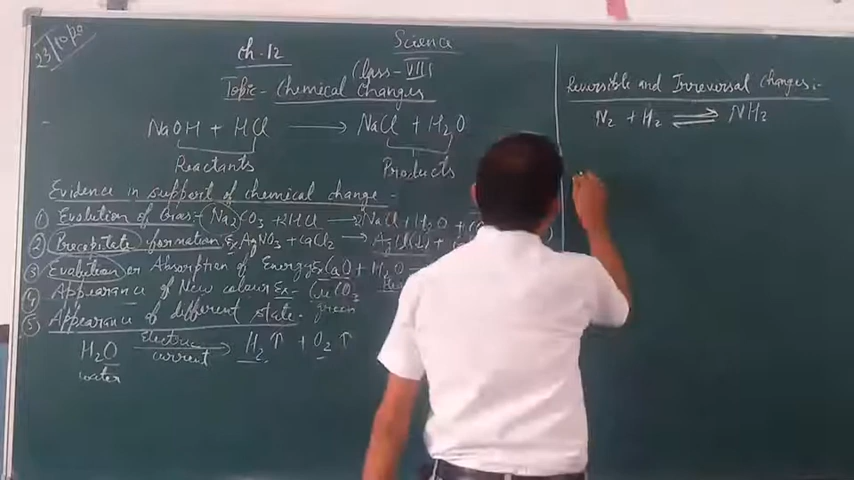 23/10/20
Ch-12
Science
Class-VIII
Topic- Chemical Changes
NaOH + HCl ⟶ NaCl + H2O
Reactants Products
Evidence in support of chemical change -
① Evolution of Gas:- Na2CO3 + 2HCl ⟶ 2NaCl + H2O +
② Precipitate formation Ex AgNO3 + CaCl2 ⟶ AgCl(↓) +
③ Evolution or Absorption of Energy Ex CaO + H2O
④ Appearance of New colour Ex- CuCO3
green
⑤ Appearance of different state -
H2O Electric current ⟶ H2 ↑ + O2 ↑
water
Reversible and Irreversal Changes:-
N2 + H2 ⇌ NH2